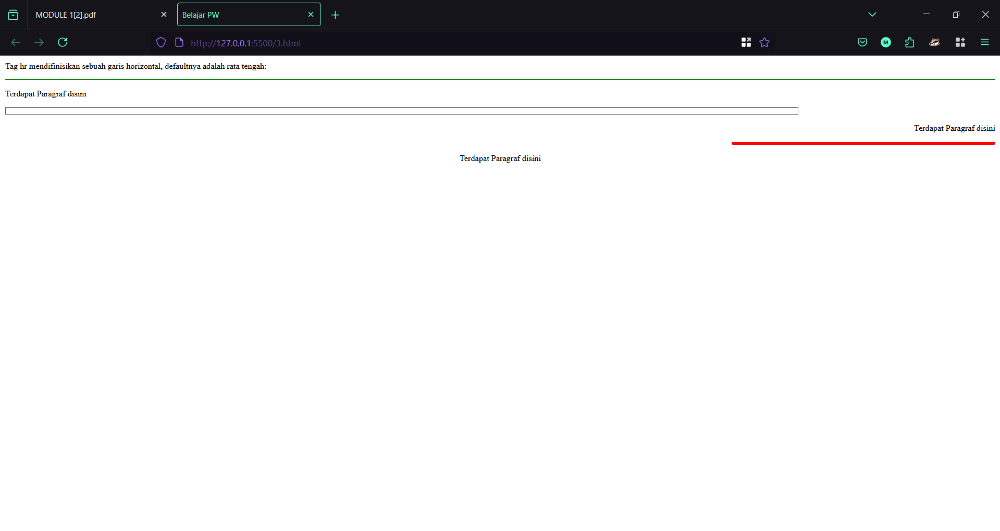 MODULE 1[2].pdf
Belajar PW
http://127.0.0.1:5500/3.html
M
Tag hr mendifinisikan sebuah garis horizontal, defaultnya adalah rata tengah:
Terdapat Paragraf disini
Terdapat Paragraf disini
Terdapat Paragraf disini